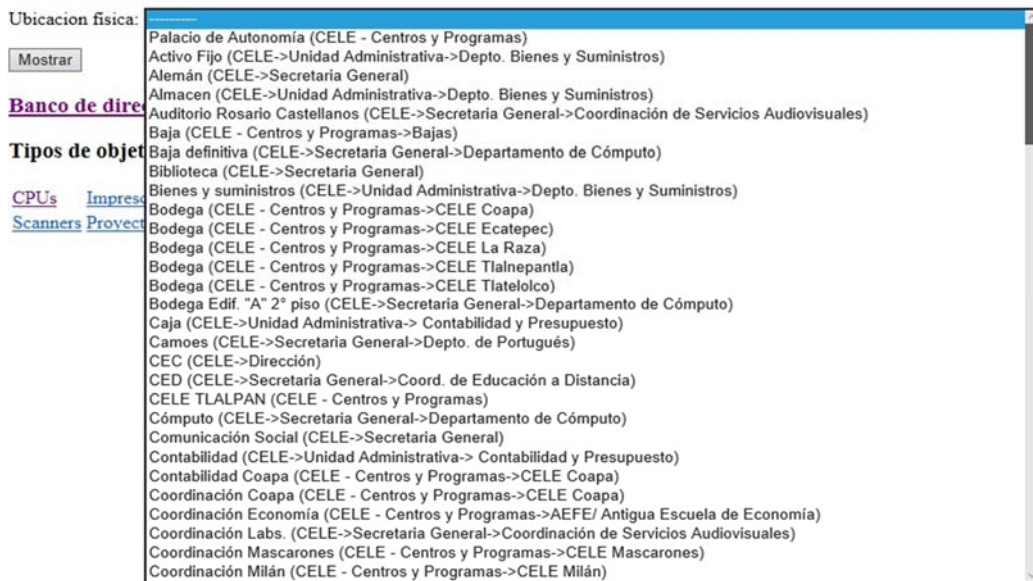 Ubicacion física:
---------
Palacio de Autonomía (CELE - Centros y Programas)
Activo Fijo (CELE->Unidad Administrativa->Depto. Bienes y Suministros)
Mostrar
Alemán (CELE->Secretaria General)
Almacen (CELE->Unidad Administrativa->Depto. Bienes y Suministros)
Banco de dire
Auditorio Rosario Castellanos (CELE->Secretaria General->Coordinación de Servicios Audiovisuales)
Baja (CELE - Centros y Programas->Bajas)
Tipos de objet
Baja definitiva (CELE->Secretaria General->Departamento de Cómputo)
Biblioteca (CELE->Secretaria General)
Bienes y suministros (CELE->Unidad Administrativa->Depto. Bienes y Suministros)
CPUs Impreso
Bodega (CELE - Centros y Programas->CELE Coapa)
Scanners Proyect
Bodega (CELE - Centros y Programas->CELE Ecatepec)
Bodega (CELE - Centros y Programas->CELE La Raza)
Bodega (CELE - Centros y Programas->CELE Tlalnepantla)
Bodega (CELE - Centros y Programas->CELE Tlatelolco)
Bodega Edif. "A" 2° piso (CELE->Secretaria General->Departamento de Cómputo)
Caja (CELE->Unidad Administrativa-> Contabilidad y Presupuesto)
Camoes (CELE->Secretaria General->Depto. de Portugués)
CEC (CELE->Dirección)
CED (CELE->Secretaria General->Coord. de Educación a Distancia)
CELE TLALPAN (CELE - Centros y Programas)
Cómputo (CELE->Secretaria General->Departamento de Cómputo)
Comunicación Social (CELE->Secretaria General)
Contabilidad (CELE->Unidad Administrativa-> Contabilidad y Presupuesto)
Contabilidad Coapa (CELE - Centros y Programas->CELE Coapa)
Coordinación Coapa (CELE - Centros y Programas->CELE Coapa)
Coordinación Economía (CELE - Centros y Programas->AEFE/ Antigua Escuela de Economía)
Coordinación Labs. (CELE->Secretaria General->Coordinación de Servicios Audiovisuales)
Coordinación Mascarones (CELE - Centros y Programas->CELE Mascarones)
Coordinación Milán (CELE - Centros y Programas->CELE Milán)